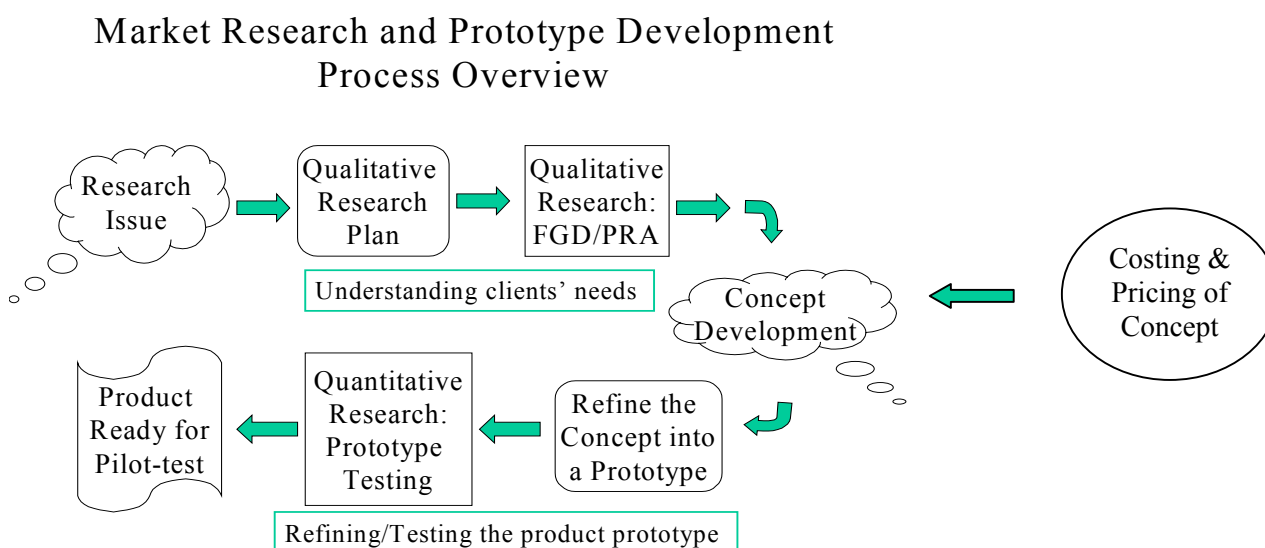 Market Research and Prototype Development
Process Overview
Research
Issue
Qualitative
Research
Plan
Qualitative
Research:
FGD/PRA
Understanding clients’ needs
Concept
Development
Costing &
Pricing of
Concept
Product
Ready for
Pilot-test
Quantitative
Research:
Prototype
Testing
Refine the
Concept into
a Prototype
Refining/Testing the product prototype